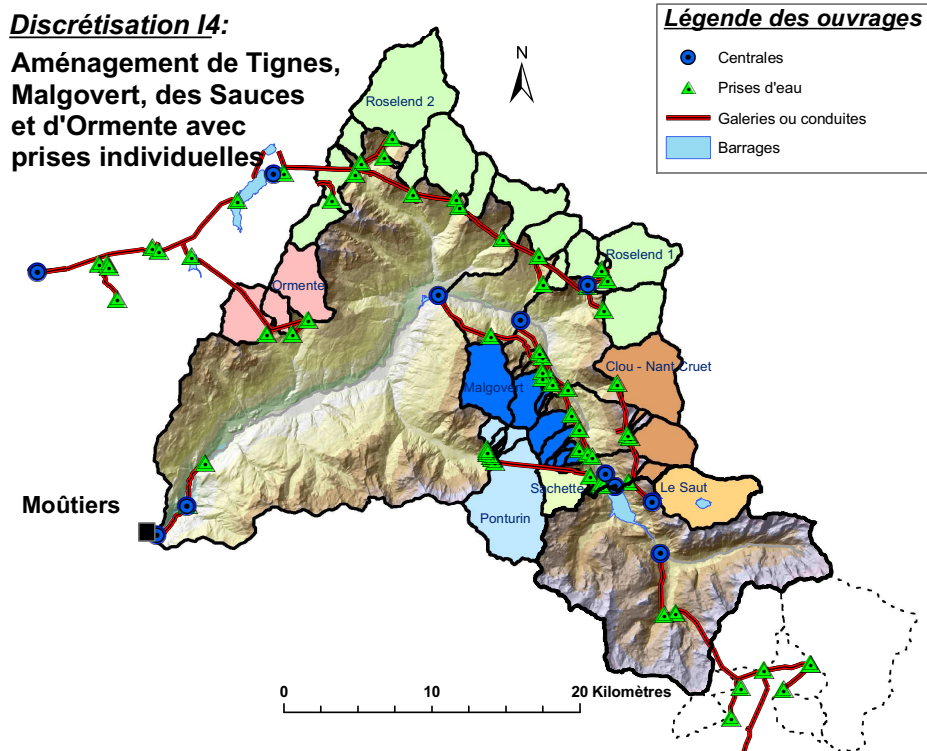 Discrétisation I4:
Aménagement de Tignes,
Malgovert, des Sauces
et d'Ormente avec
prises individuelles
Légende des ouvrages
Centrales
Prises d'eau
Galeries ou conduites
Barrages
N
Roselend 2
Roselend 1
Ormente
Clou - Nant Cruet
Malgovert
Sachette
Le Saut
Ponturin
Moûtiers
0 10 20 Kilomètres